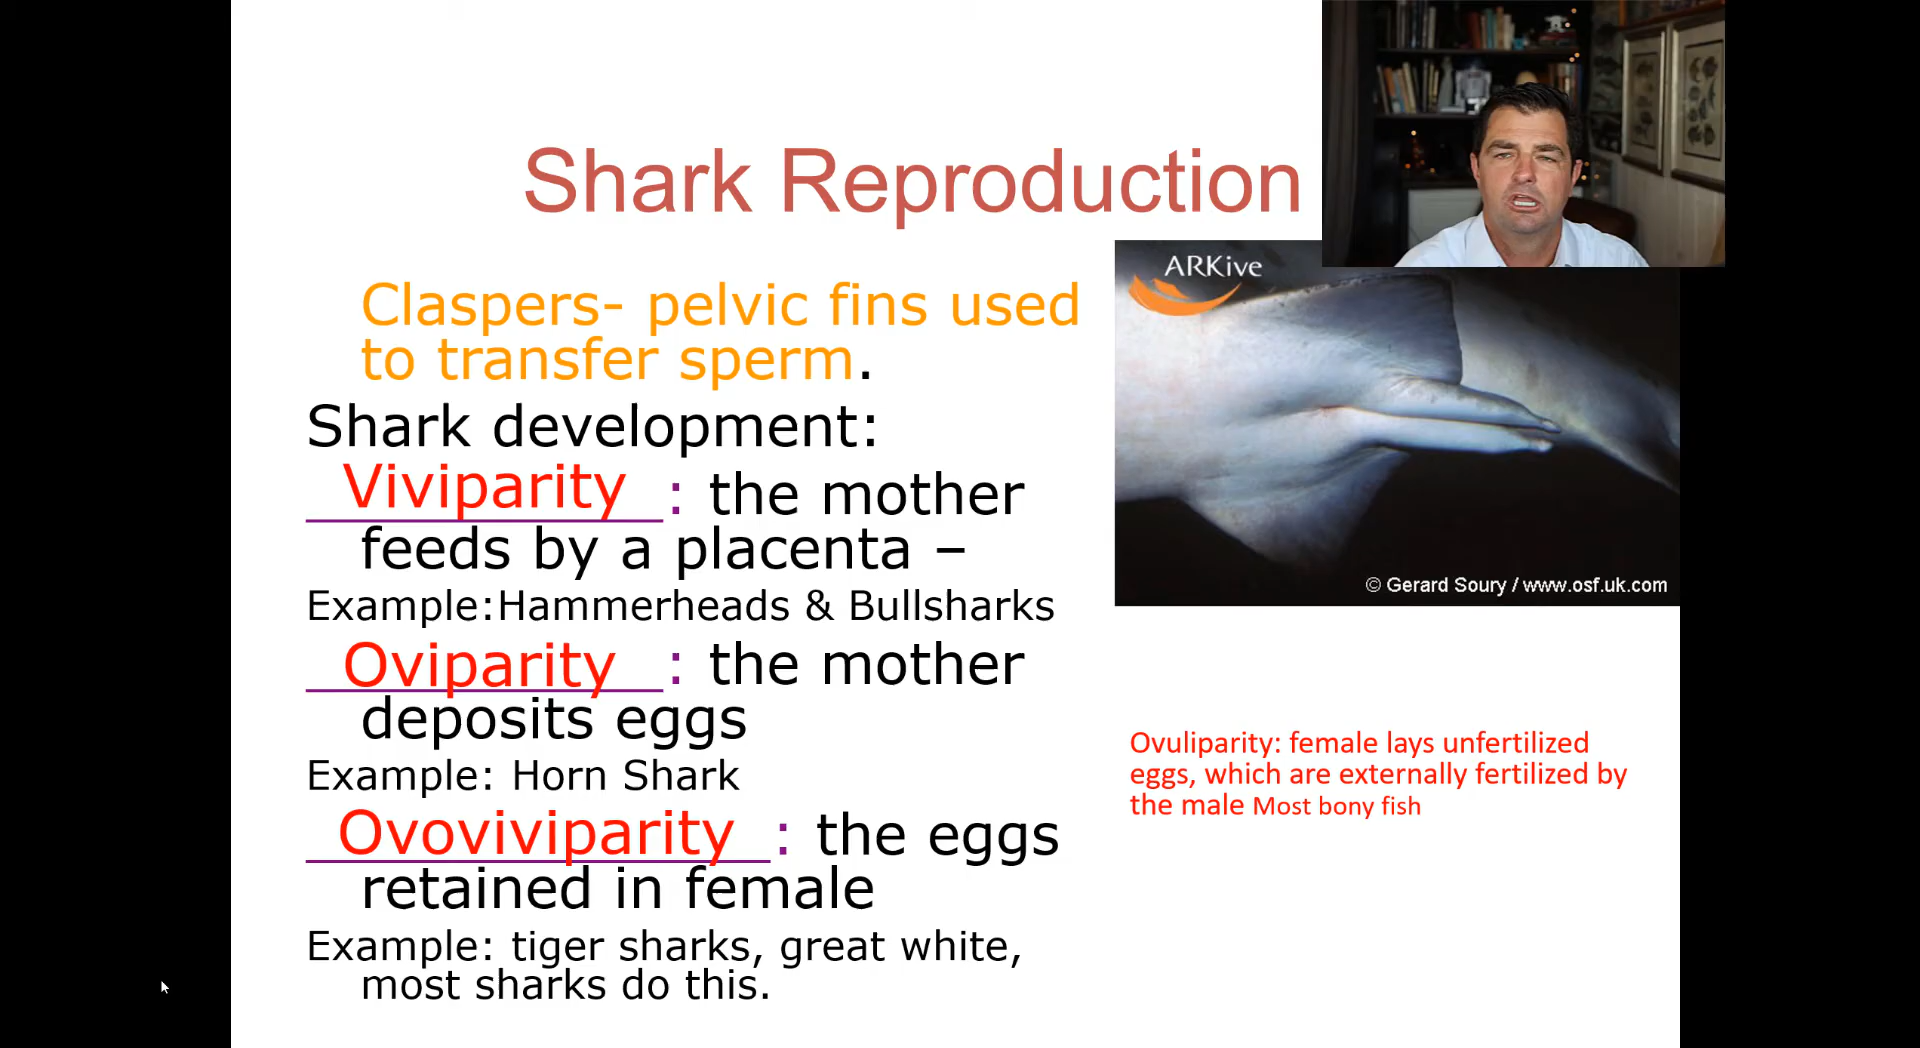 Shark Reproduction
Claspers- pelvic fins used
to transfer sperm.
Shark development:
Viviparity: the mother
feeds by a placenta –
Example:Hammerheads & Bullsharks
Oviparity: the mother
deposits eggs
Example: Horn Shark
Ovoviviparity: the eggs
retained in female
Example: tiger sharks, great white,
most sharks do this.
ARKive
© Gerard Soury / www.osf.uk.com
Ovuliparity: female lays unfertilized
eggs, which are externally fertilized by
the male Most bony fish